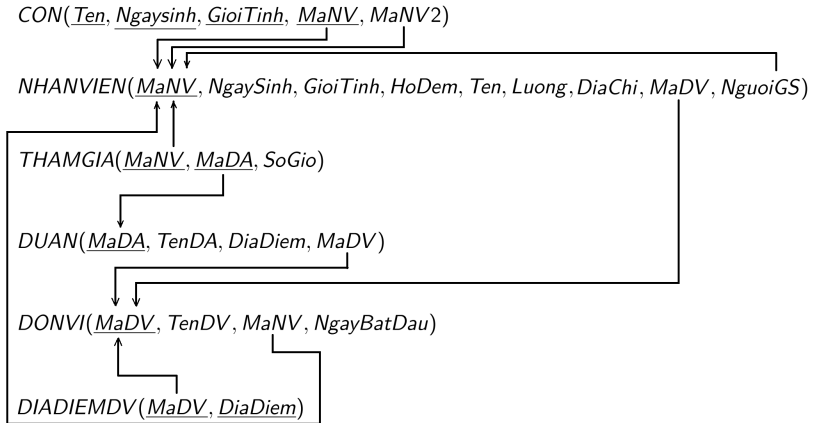 CON(Ten, Ngaysinh, GioiTinh, MaNV, MaNV2)
NHANVIEN(MaNV, NgaySinh, GioiTinh, HoDem, Ten, Luong, DiaChi, MaDV, NguoiGS)
THAMGIA(MaNV, MaDA, SoGio)
DUAN(MaDA, TenDA, DiaDiem, MaDV)
DONVI(MaDV, TenDV, MaNV, NgayBatDau)
DIADIEMDV(MaDV, DiaDiem)